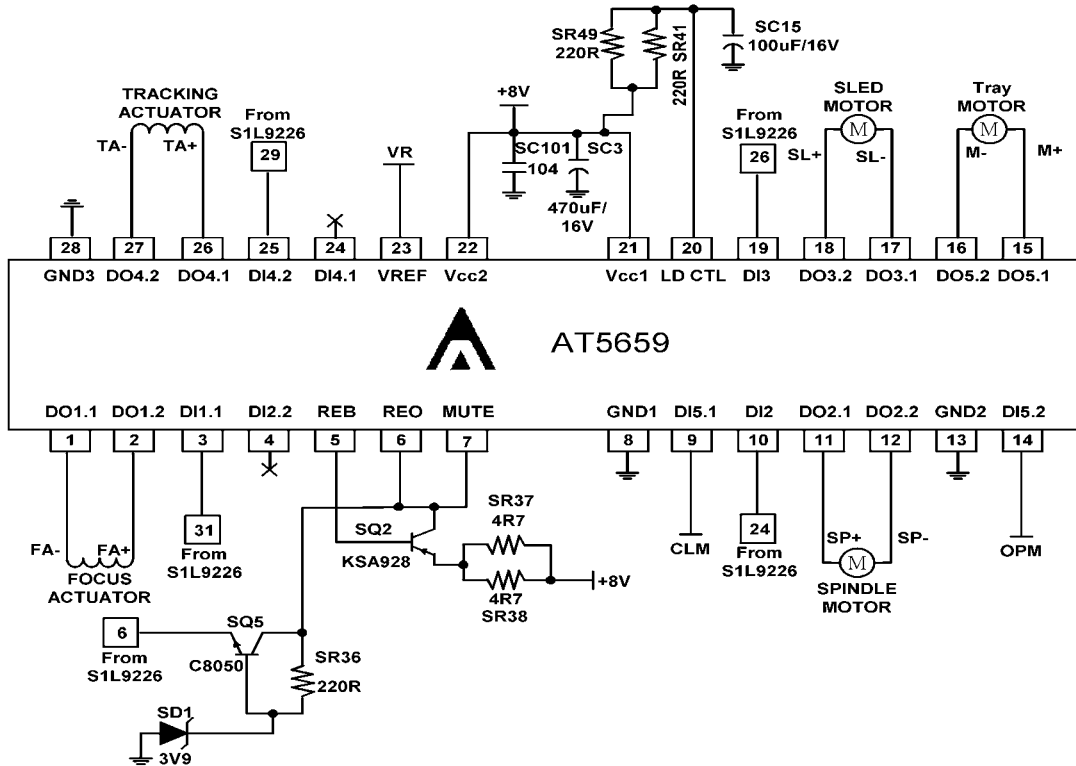 SR49
220R
220R SR41
SC15
100uF/16V
TRACKING
ACTUATOR
TA-
TA+
From
S1L9226
29
VR
+8V
SC101
104
SC3
470uF/
16V
From
S1L9226
26
SLED
MOTOR
M
SL+
SL-
Tray
MOTOR
M
M-
M+
28
27
26
25
24
23
22
21
20
19
18
17
16
15
GND3
DO4.2
DO4.1
DI4.2
DI4.1
VREF
Vcc2
Vcc1
LD CTL
DI3
DO3.2
DO3.1
DO5.2
DO5.1
AT5659
DO1.1
DO1.2
DI1.1
DI2.2
REB
REO
MUTE
GND1
DI5.1
DI2
DO2.1
DO2.2
GND2
DI5.2
1
2
3
4
5
6
7
8
9
10
11
12
13
14
FA-
FA+
FOCUS
ACTUATOR
31
From
S1L9226
SQ2
KSA928
SR37
4R7
4R7
SR38
+8V
CLM
24
From
S1L9226
SP+
SP-
M
SPINDLE
MOTOR
OPM
6
From
S1L9226
SQ5
C8050
SR36
220R
SD1
3V9